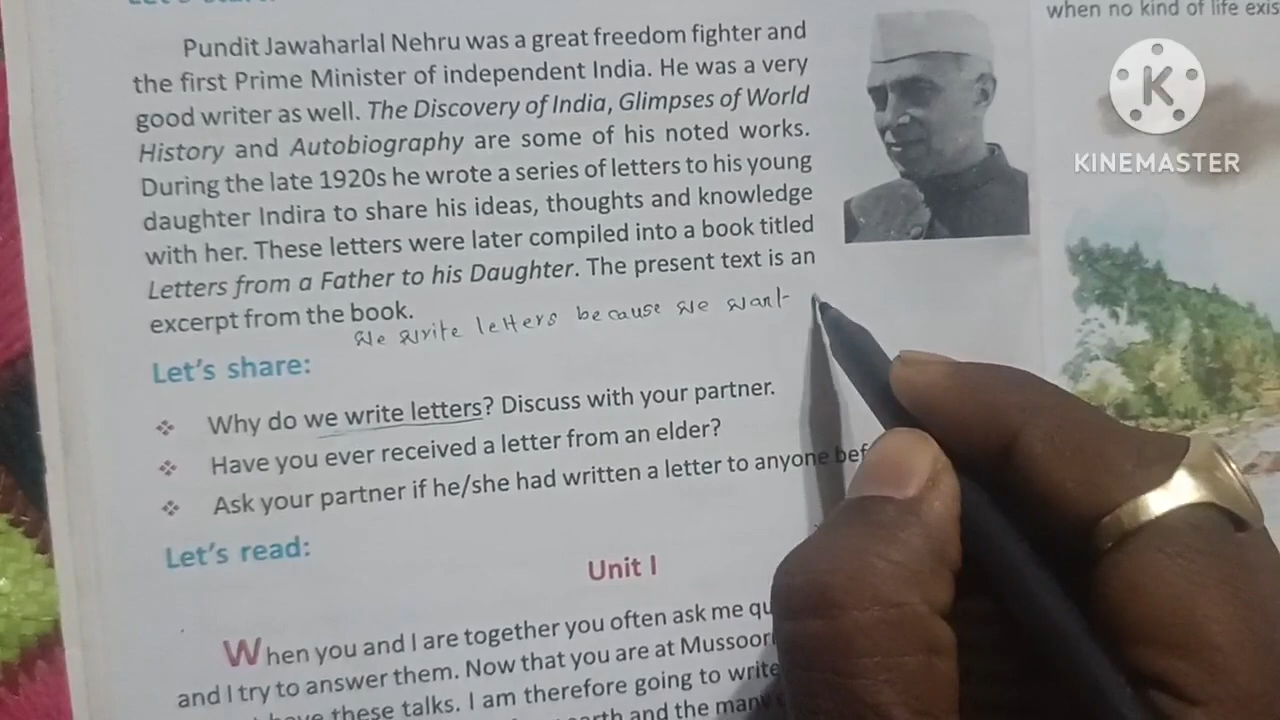 when no kind of life exis
Pundit Jawaharlal Nehru was a great freedom fighter and
the first Prime Minister of independent India. He was a very
good writer as well. The Discovery of India, Glimpses of World
History and Autobiography are some of his noted works.
During the late 1920s he wrote a series of letters to his young
daughter Indira to share his ideas, thoughts and knowledge
with her. These letters were later compiled into a book titled
Letters from a Father to his Daughter. The present text is an
excerpt from the book.
we write letters because we want
Let's share:
❖ Why do we write letters? Discuss with your partner.
❖ Have you ever received a letter from an elder?
❖ Ask your partner if he/she had written a letter to anyone bef
Let's read:
Unit I
When you and I are together you often ask me qu
and I try to answer them. Now that you are at Mussoori
these talks. I am therefore going to write
and the many
K
KINEMASTER